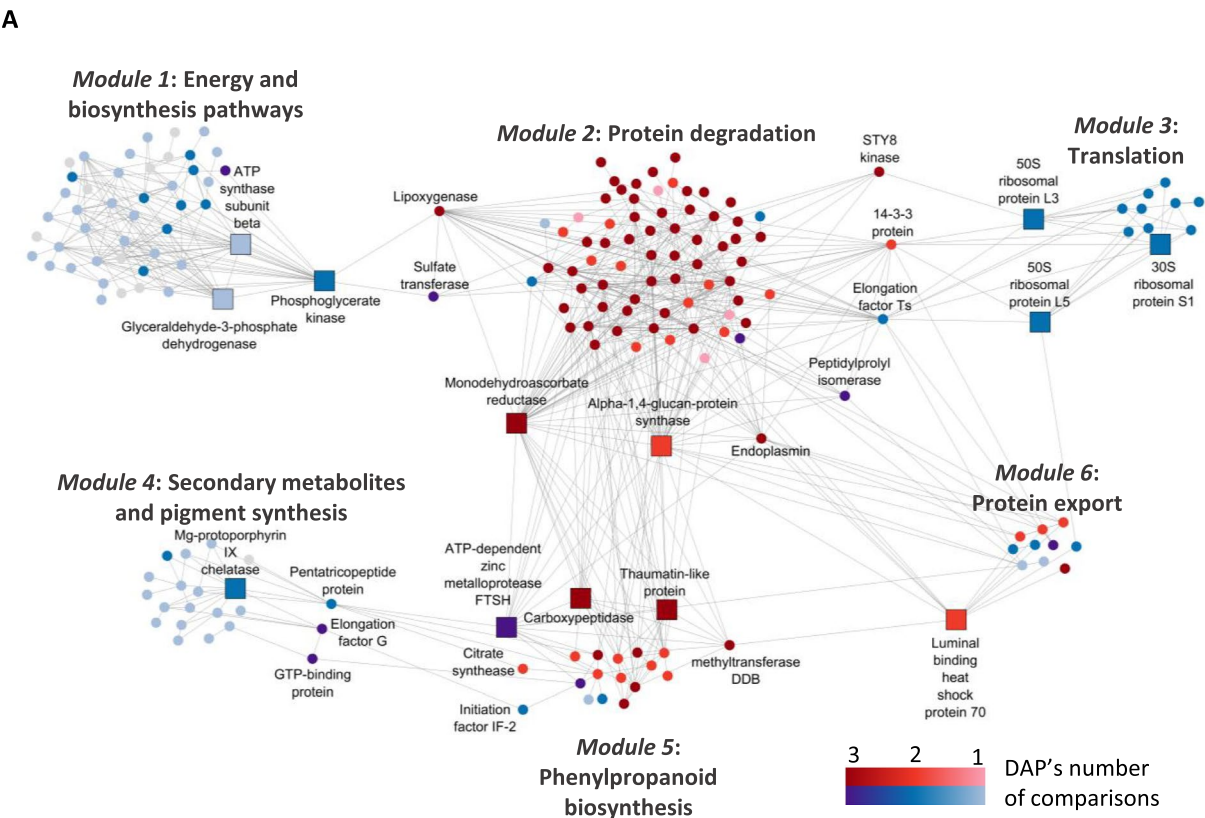 A
Module 1: Energy and
biosynthesis pathways
ATP
synthase
subunit
beta
Phosphoglycerate
kinase
Glyceraldehyde-3-phosphate
dehydrogenase
Lipoxygenase
Sulfate
transferase
Module 2: Protein degradation
STY8
kinase
14-3-3
protein
Elongation
factor Ts
Peptidylprolyl
isomerase
Module 3:
Translation
50S
ribosomal
protein L3
50S
ribosomal
protein L5
30S
ribosomal
protein S1
Monodehydroascorbate
reductase
Alpha-1,4-glucan-protein
synthase
Endoplasmin
Module 4: Secondary metabolites
and pigment synthesis
Mg-protoporphyrin
IX
chelatase
Pentatricopeptide
protein
Elongation
factor G
GTP-binding
protein
ATP-dependent
zinc
metalloprotease
FTSH
Carboxypeptidase
Thaumatin-like
protein
Citrate
synthease
Initiation
factor IF-2
methyltransferase
DDB
Module 5:
Phenylpropanoid
biosynthesis
Module 6:
Protein export
Luminal
binding
heat
shock
protein 70
3 2 1
DAP's number
of comparisons